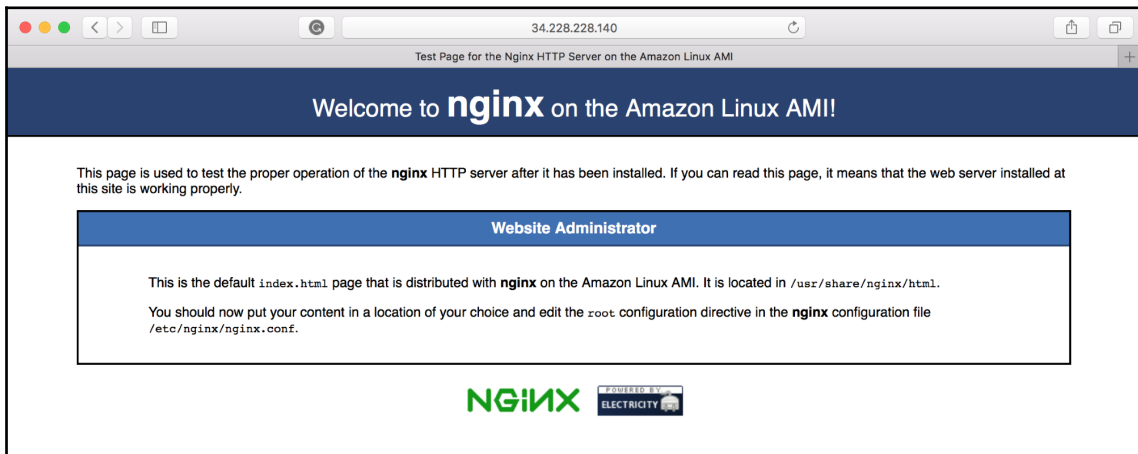 34.228.228.140
Test Page for the Nginx HTTP Server on the Amazon Linux AMI
Welcome to nginx on the Amazon Linux AMI!
This page is used to test the proper operation of the nginx HTTP server after it has been installed. If you can read this page, it means that the web server installed at
this site is working properly.
Website Administrator
This is the default index.html page that is distributed with nginx on the Amazon Linux AMI. It is located in /usr/share/nginx/html.
You should now put your content in a location of your choice and edit the root configuration directive in the nginx configuration file
/etc/nginx/nginx.conf.
NGINX
POWERED BY
ELECTRICITY